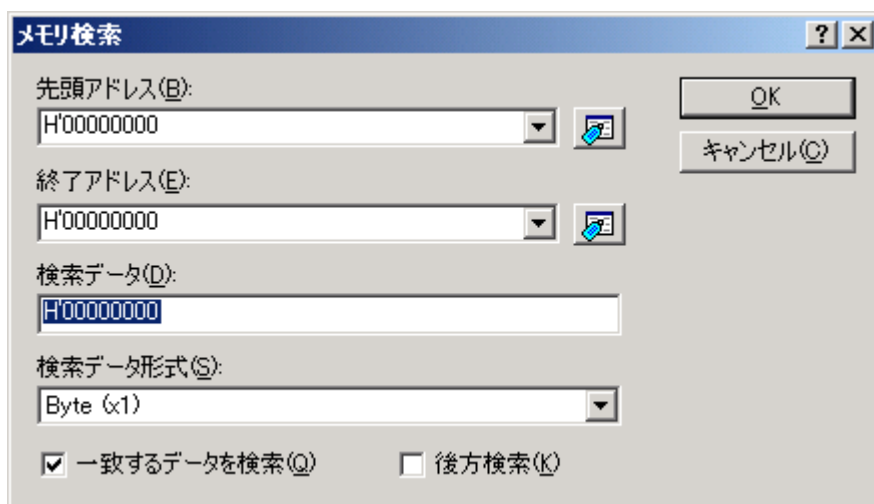 メモリ検索
先頭アドレス(B):
H'00000000
OK
キャンセル(C)
終了アドレス(E):
H'00000000
検索データ(D):
H'00000000
検索データ形式(S):
Byte (x1)
一致するデータを検索(Q) 後方検索(K)